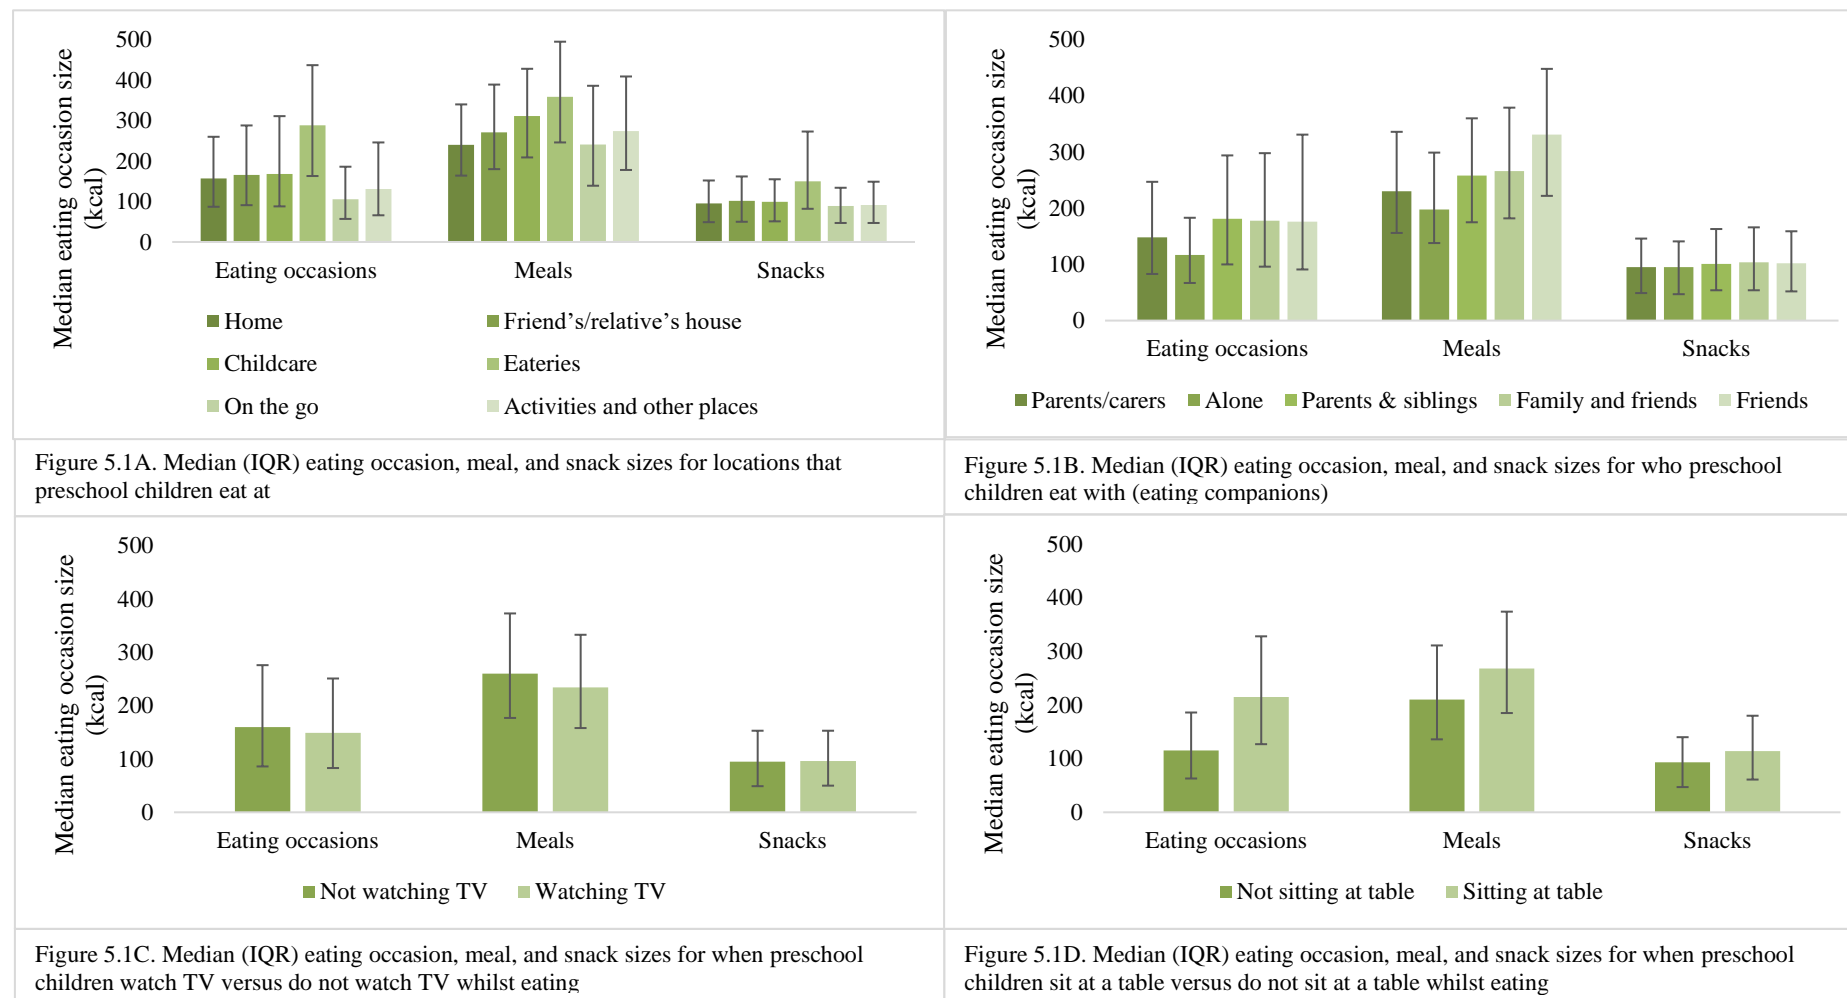 Median eating occasion size
(kcal)
500
400
300
200
100
0
Eating occasions Meals Snacks
Home Friend’s/relative’s house
Childcare Eateries
On the go Activities and other places
Figure 5.1A. Median (IQR) eating occasion, meal, and snack sizes for locations that
preschool children eat at
Median eating occasion size
(kcal)
500
400
300
200
100
0
Eating occasions Meals Snacks
Parents/carers Alone Parents & siblings Family and friends Friends
Figure 5.1B. Median (IQR) eating occasion, meal, and snack sizes for who preschool
children eat with (eating companions)
Median eating occasion size
(kcal)
500
400
300
200
100
0
Eating occasions Meals Snacks
Not watching TV Watching TV
Figure 5.1C. Median (IQR) eating occasion, meal, and snack sizes for when preschool
children watch TV versus do not watch TV whilst eating
Median eating occasion size
(kcal)
500
400
300
200
100
0
Eating occasions Meals Snacks
Not sitting at table Sitting at table
Figure 5.1D. Median (IQR) eating occasion, meal, and snack sizes for when preschool
children sit at a table versus do not sit at a table whilst eating